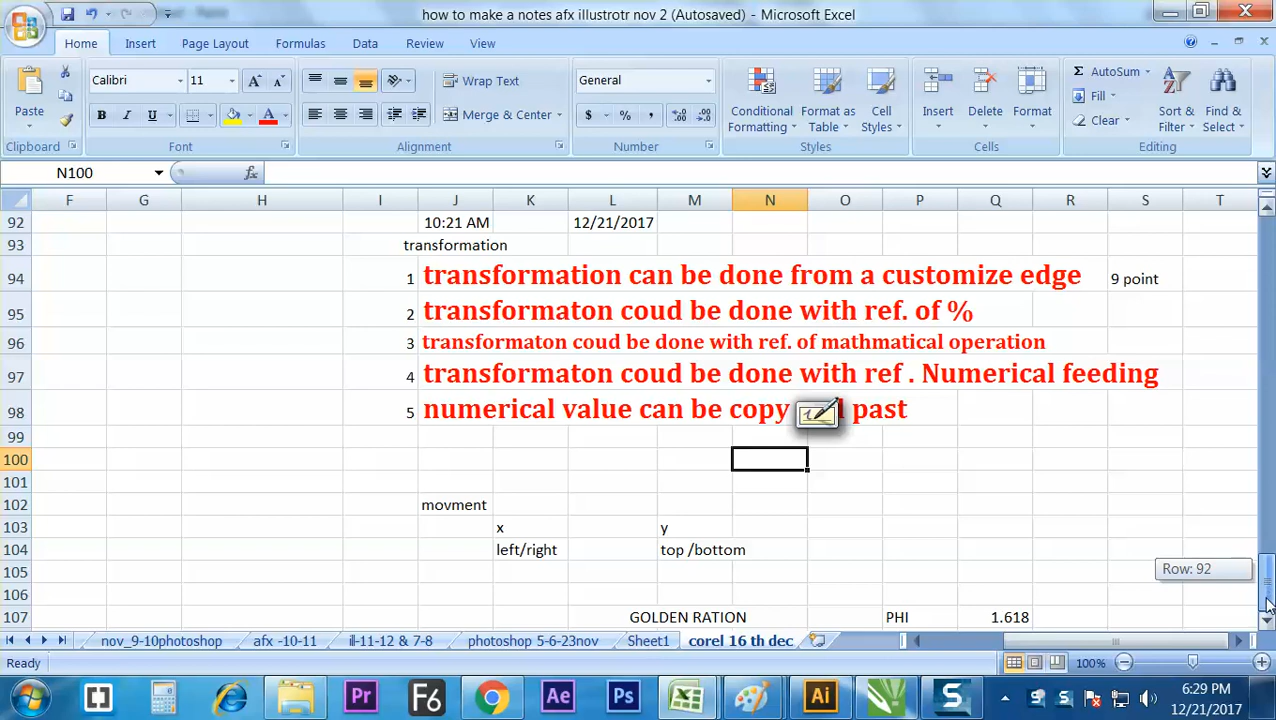 how to make a notes afx illustrotr nov 2 (Autosaved) - Microsoft Excel
Home Insert Page Layout Formulas Data Review View
Calibri 11 Wrap Text General AutoSum
Fill
Paste B I U Merge & Center $ % , Conditional Formatting Format as Table Cell Styles Insert Delete Format Clear Sort & Filter Find & Select
Clipboard Font Alignment Number Styles Cells Editing
N100 fx
F G H I J K L M N O P Q R S T
92 10:21 AM 12/21/2017
93 transformation
94 1 transformation can be done from a customize edge 9 point
95 2 transformaton coud be done with ref. of %
96 3 transformaton coud be done with ref. of mathmatical operation
97 4 transformaton coud be done with ref . Numerical feeding
98 5 numerical value can be copy past
99
100
101
102 movment
103 x y
104 left/right top /bottom
105 Row: 92
106
107 GOLDEN RATION PHI 1.618
nov_9-10photoshop afx -10-11 ill-11-12 & 7-8 photoshop 5-6-23nov Sheet1 corel 16 th dec
Ready 100%
Pr F6 Ae Ps Ai S 6:29 PM
12/21/2017